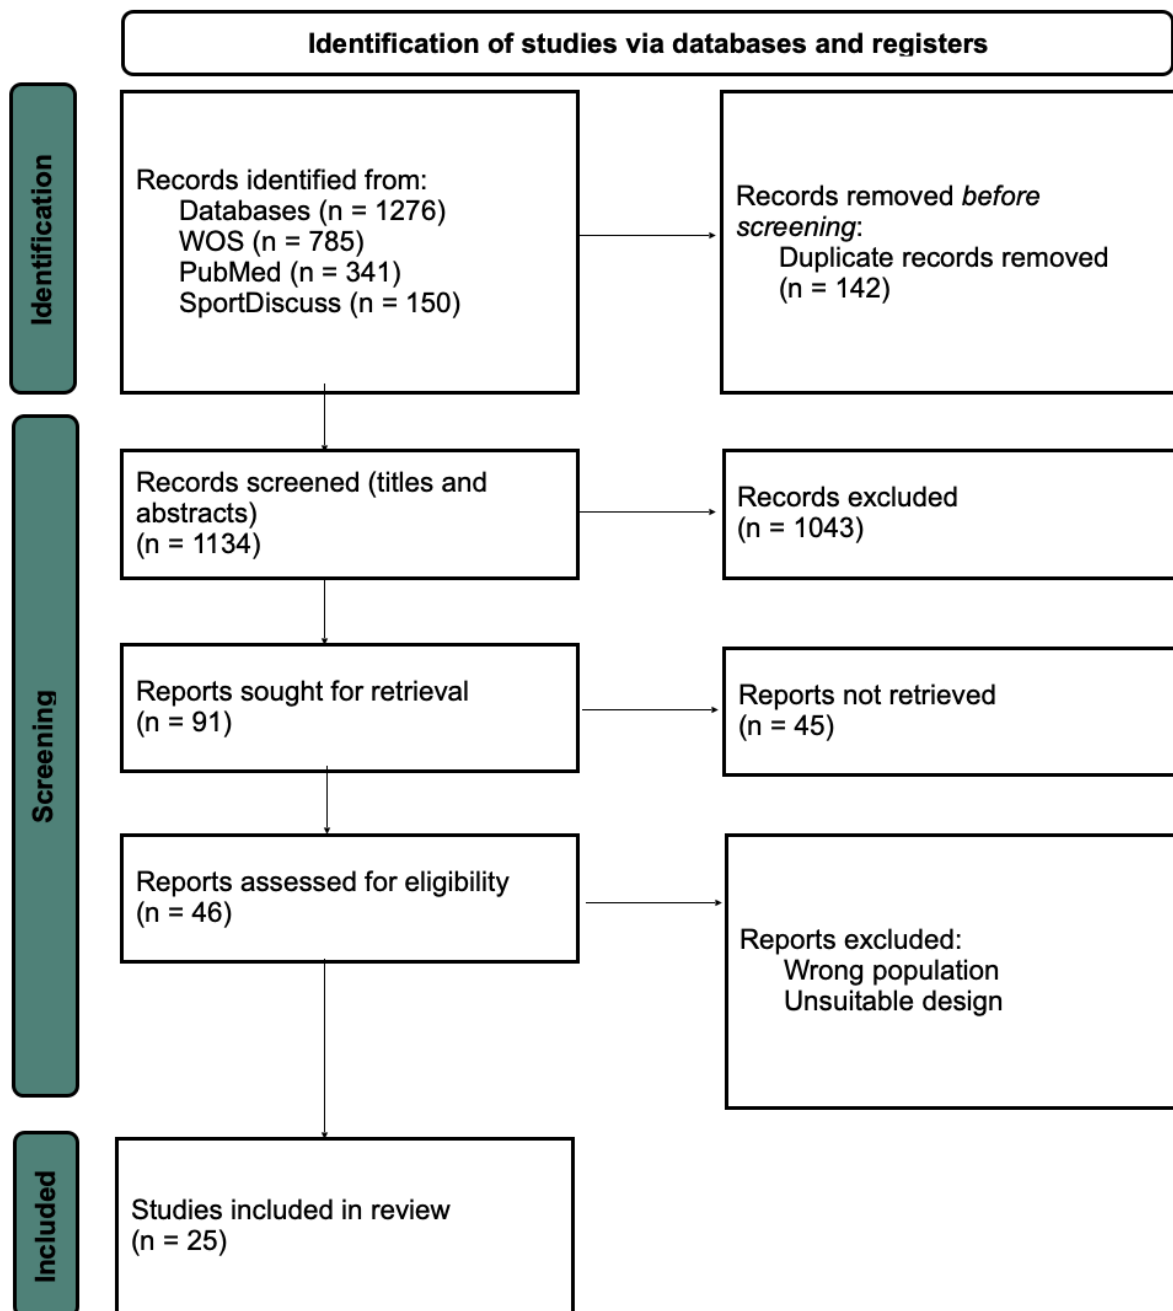 Identification of studies via databases and registers
Identification
Records identified from:
Databases (n = 1276)
WOS (n = 785)
PubMed (n = 341)
SportDiscuss (n = 150)
Records removed before
screening:
Duplicate records removed
(n = 142)
Screening
Records screened (titles and
abstracts)
(n = 1134)
Records excluded
(n = 1043)
Reports sought for retrieval
(n = 91)
Reports not retrieved
(n = 45)
Reports assessed for eligibility
(n = 46)
Reports excluded:
Wrong population
Unsuitable design
Included
Studies included in review
(n = 25)